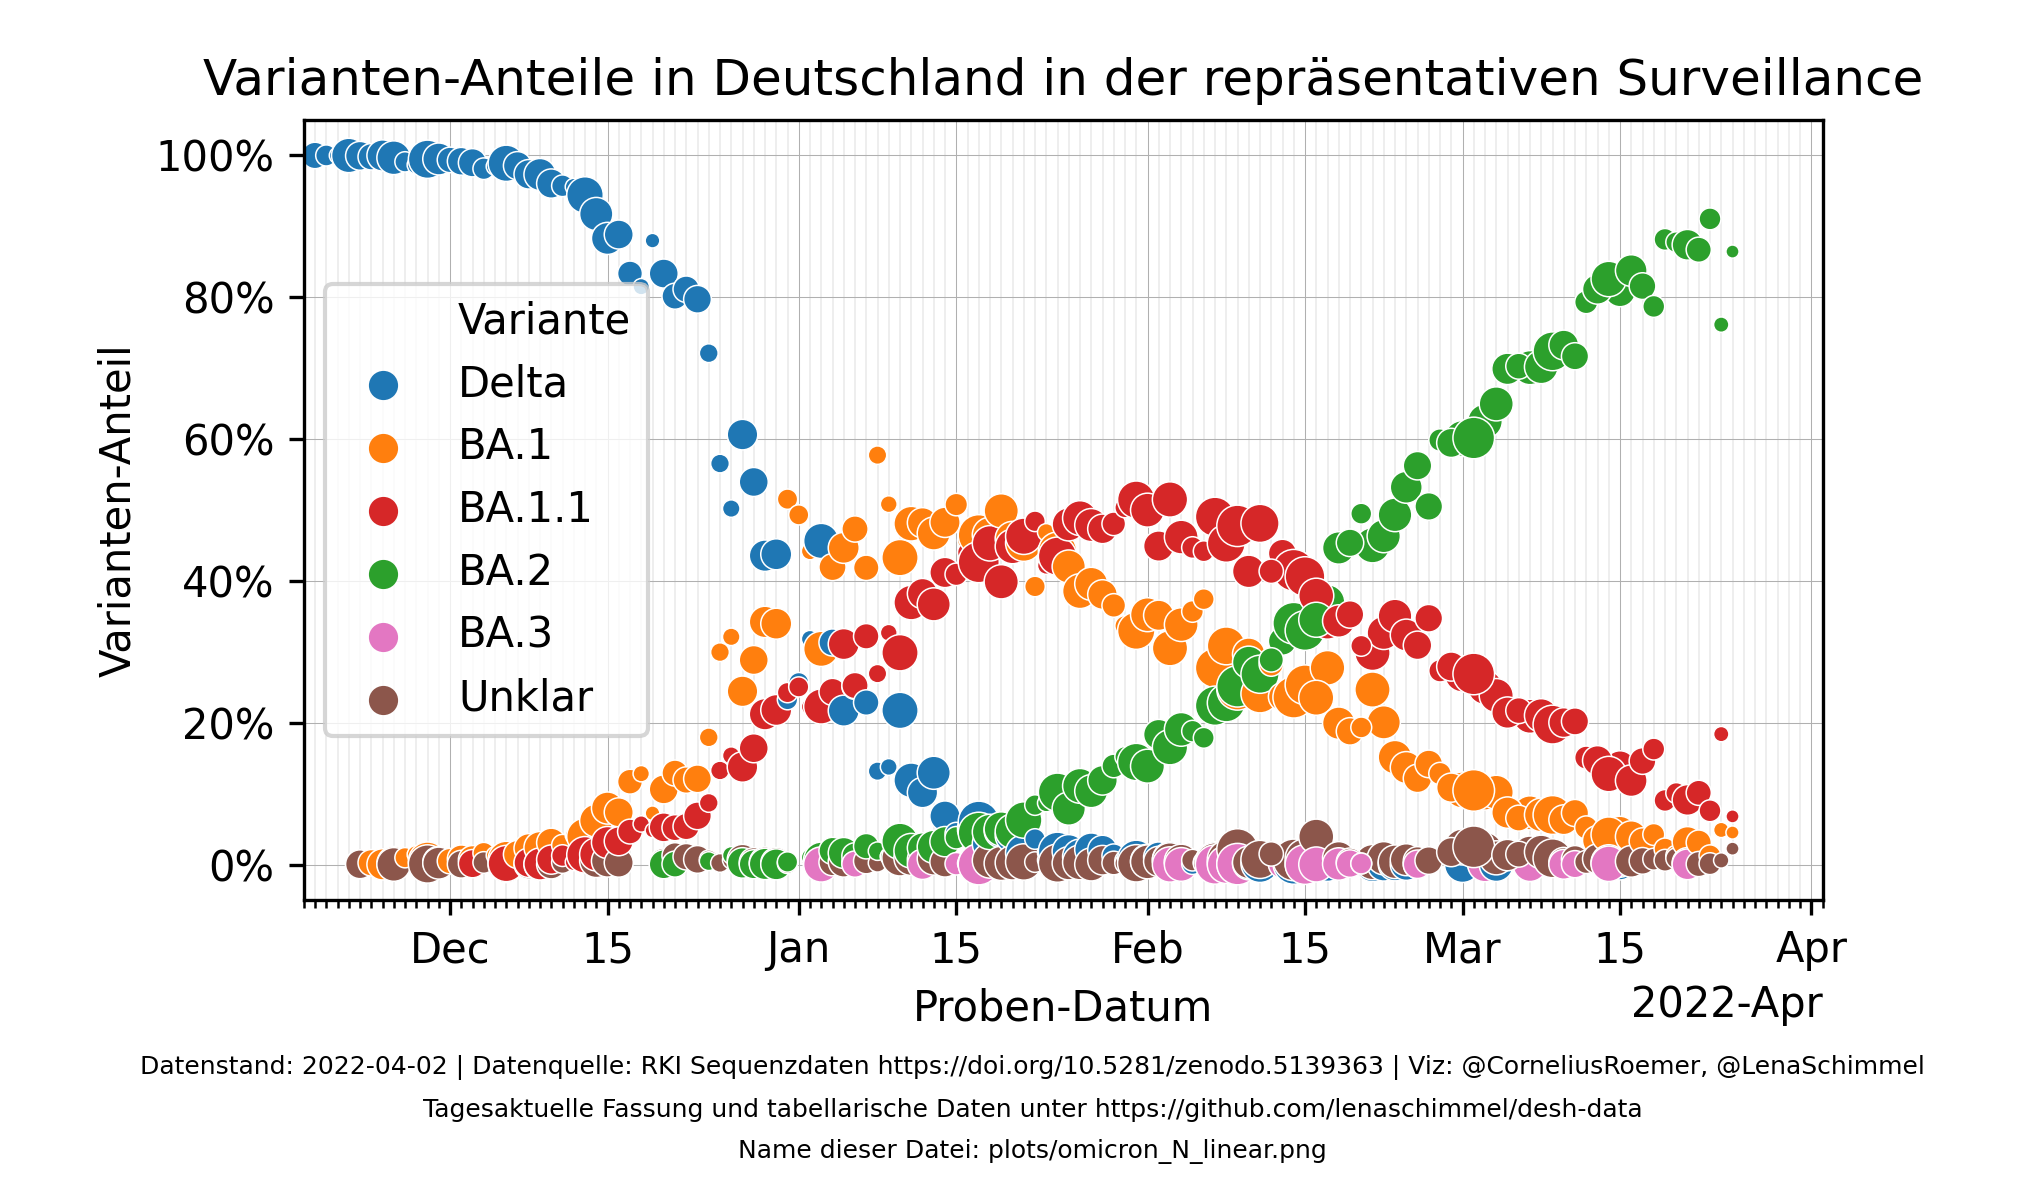 Varianten-Anteile in Deutschland in der repräsentativen Surveillance
100%
80%
60%
40%
20%
0%
Varianten-Anteil
Variante
Delta
BA.1
BA.1.1
BA.2
BA.3
Unklar
Dec 15 Jan 15 Feb 15 Mar 15 Apr
Proben-Datum
2022-Apr
Datenstand: 2022-04-02 | Datenquelle: RKI Sequenzdaten https://doi.org/10.5281/zenodo.5139363 | Viz: @CorneliusRoemer, @LenaSchimmel
Tagesaktuelle Fassung und tabellarische Daten unter https://github.com/lenaschimmel/desh-data
Name dieser Datei: plots/omicron_N_linear.png